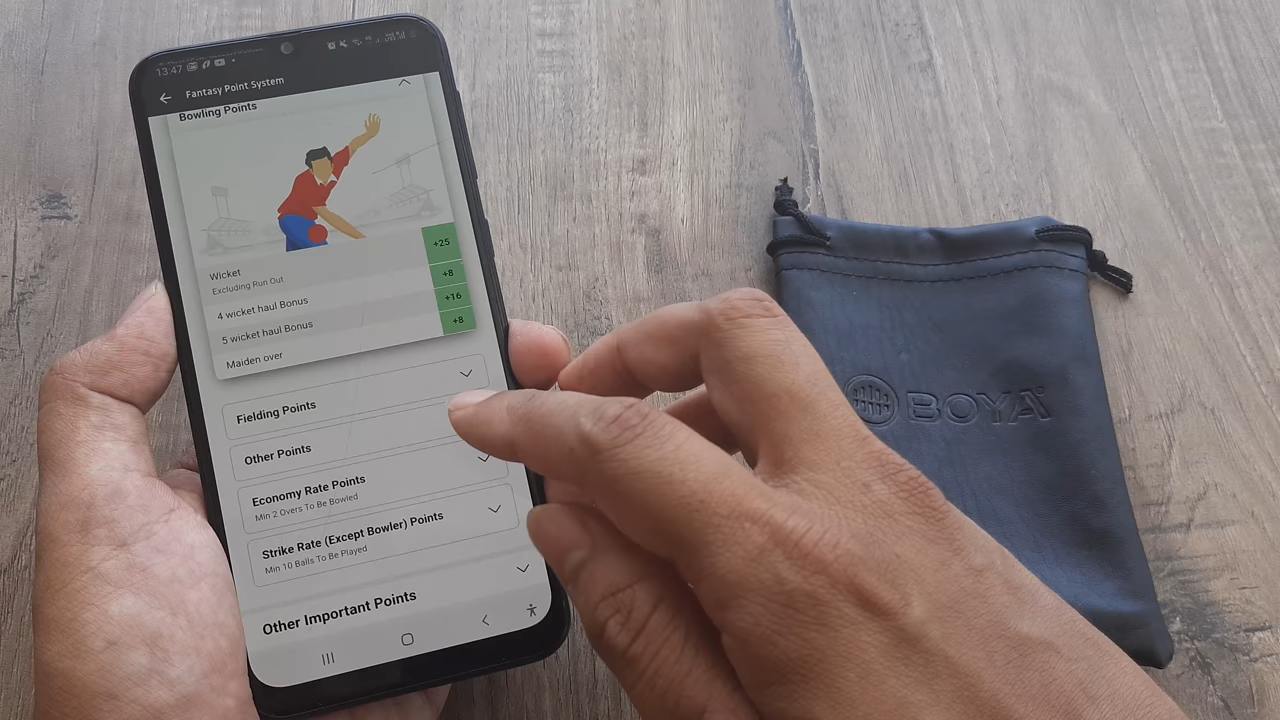 13:47
Fantasy Point System
Bowling Points
Wicket
Excluding Run Out
+25
4 wicket haul Bonus
+8
5 wicket haul Bonus
+16
Maiden over
+8
Fielding Points
Other Points
Economy Rate Points
Min 2 Overs To Be Bowled
Strike Rate (Except Bowler) Points
Min 10 Balls To Be Played
Other Important Points
BOYA